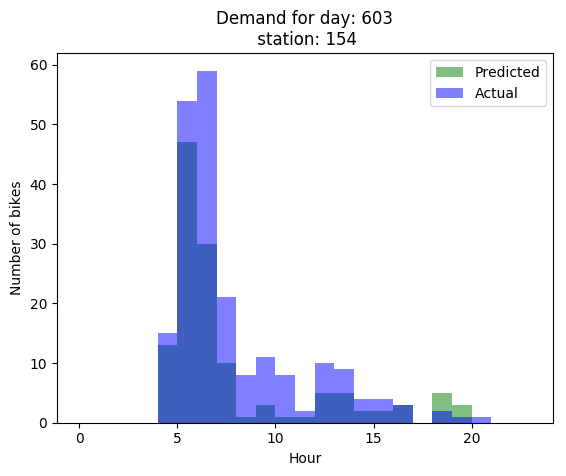 Demand for day: 603
station: 154
Predicted
Actual
Number of bikes
60
50
40
30
20
10
0
0 5 10 15 20
Hour